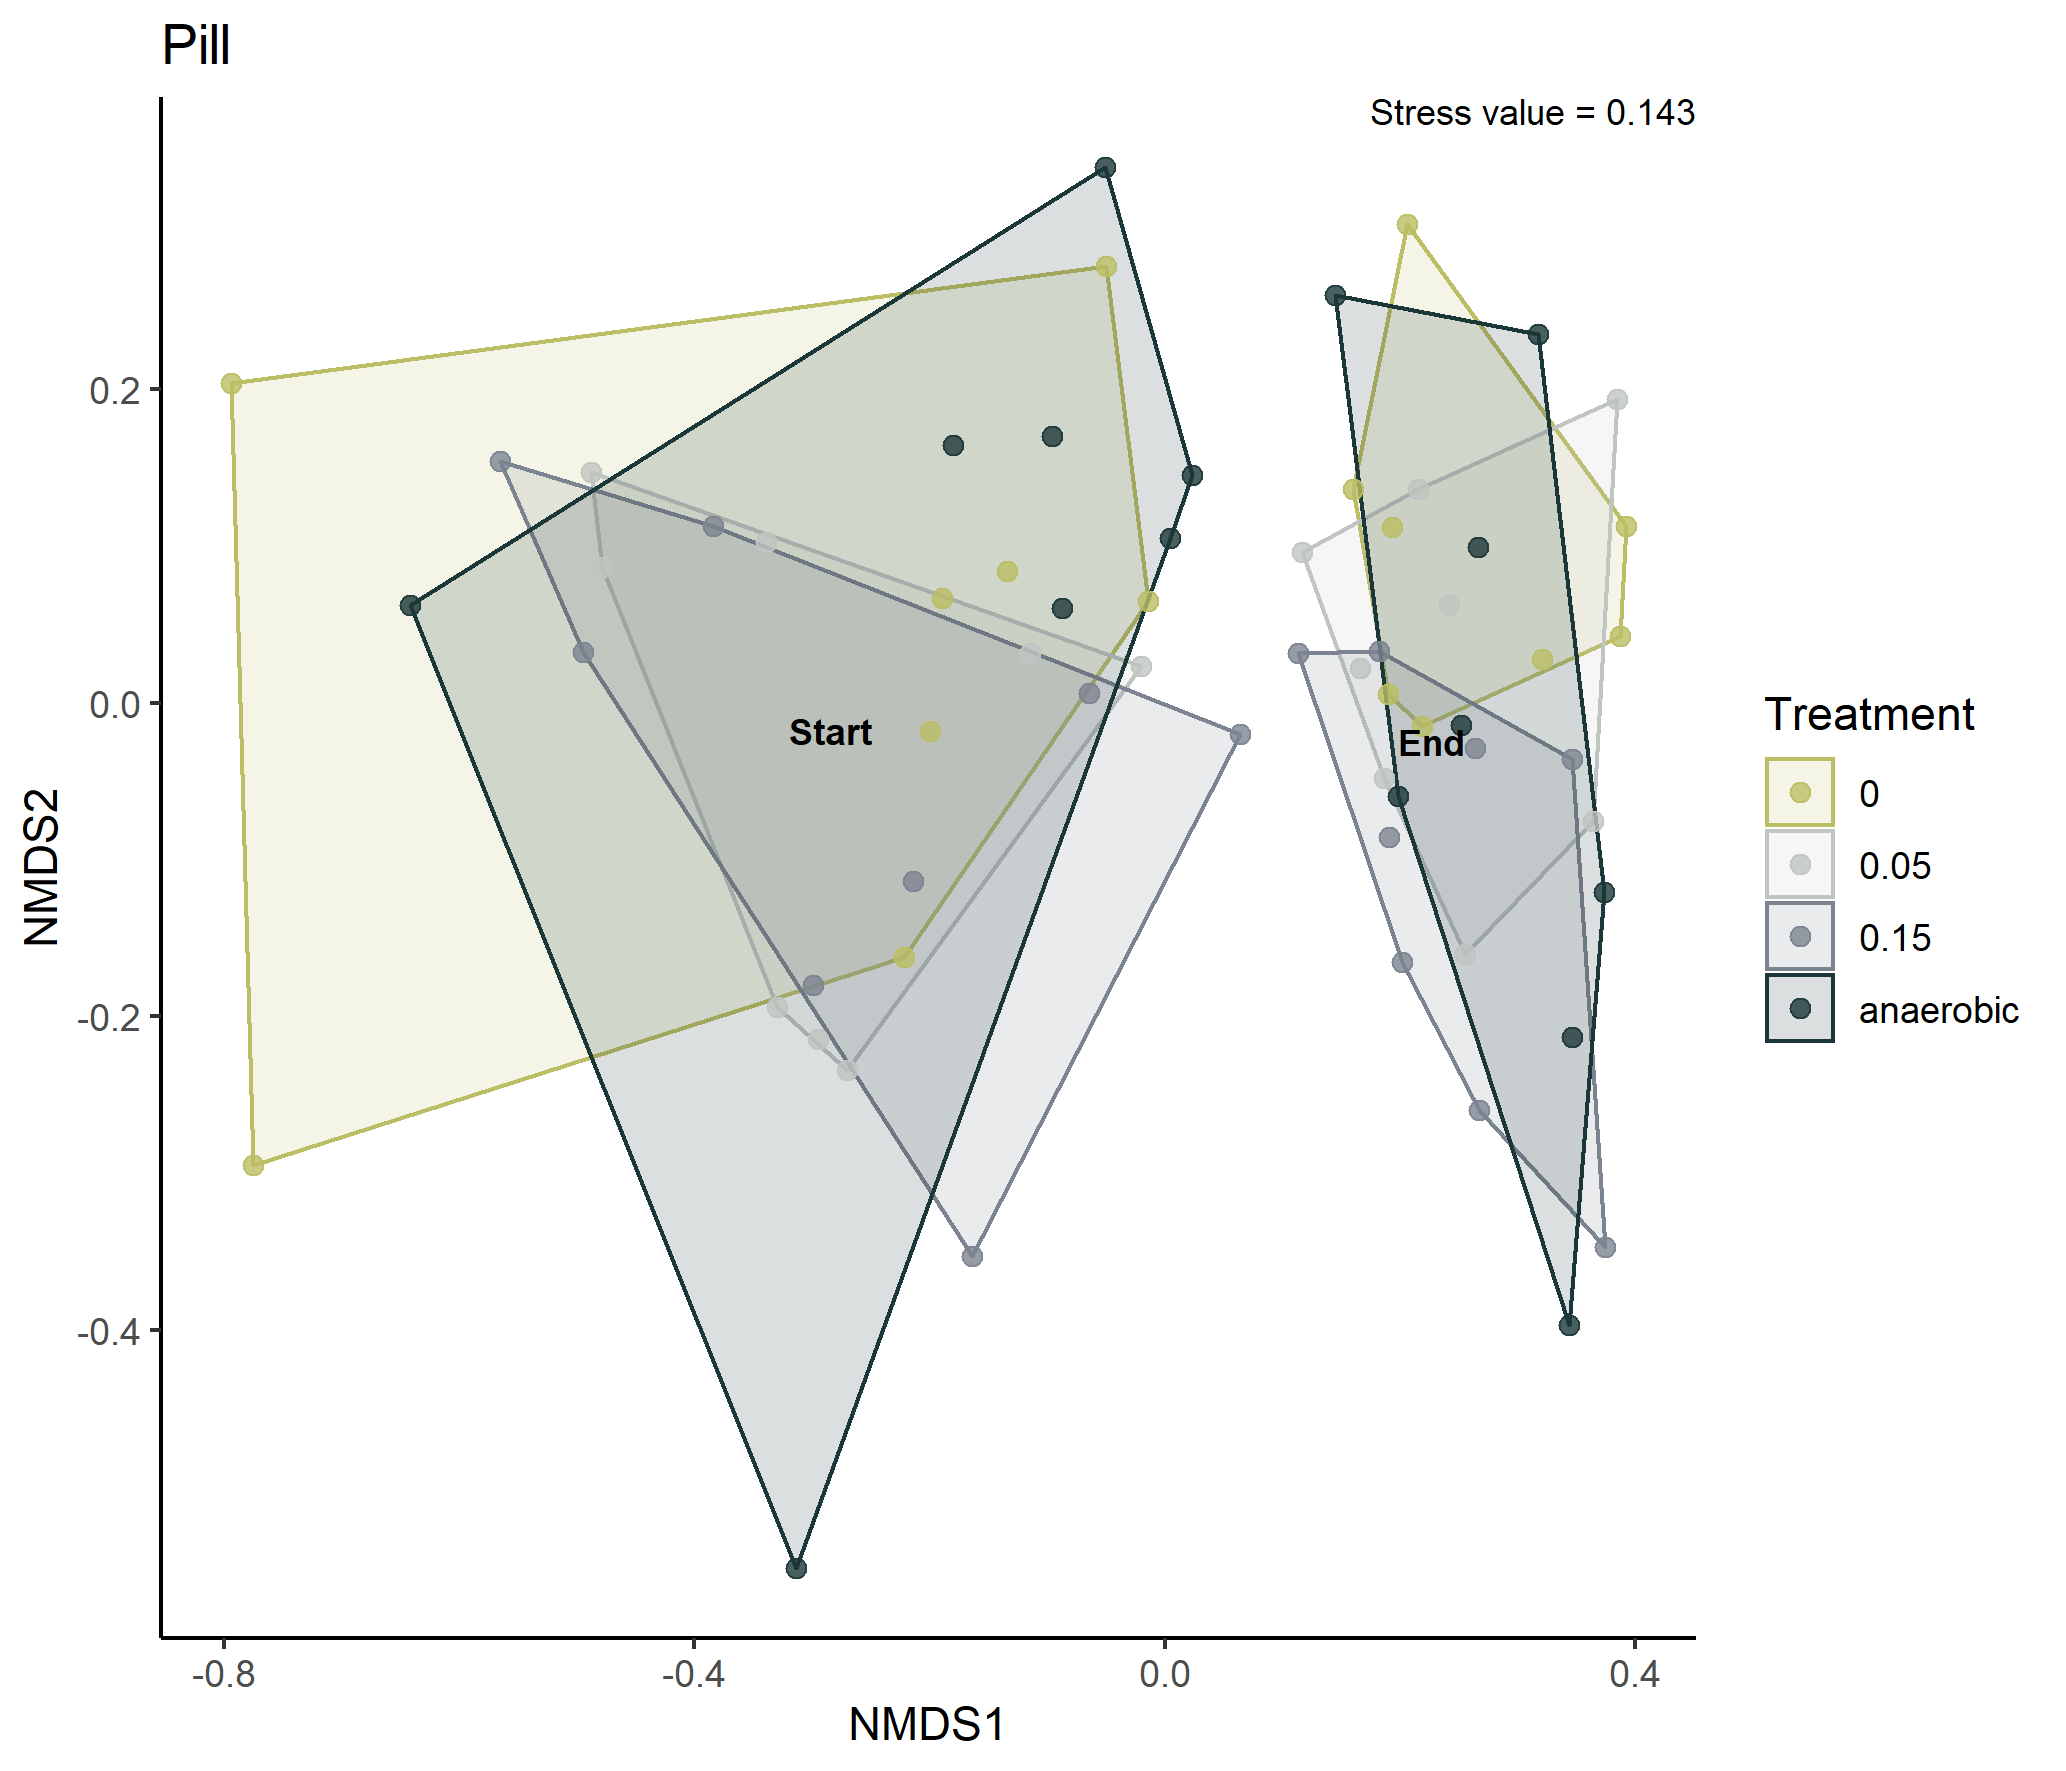 Pill
Stress value = 0.143
0.2
0.0
-0.2
-0.4
NMDS2
Start
End
-0.8
-0.4
0.0
0.4
NMDS1
Treatment
0
0.05
0.15
anaerobic